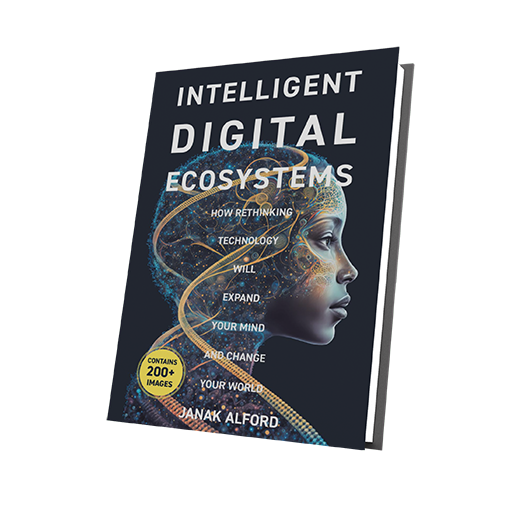 INTELLIGENT
DIGITAL
ECOSYSTEMS
HOW RETHINKING
TECHNOLOGY
WILL
EXPAND
YOUR MIND
AND CHANGE
YOUR WORLD
CONTAINS
200+
IMAGES
JANAK ALFORD